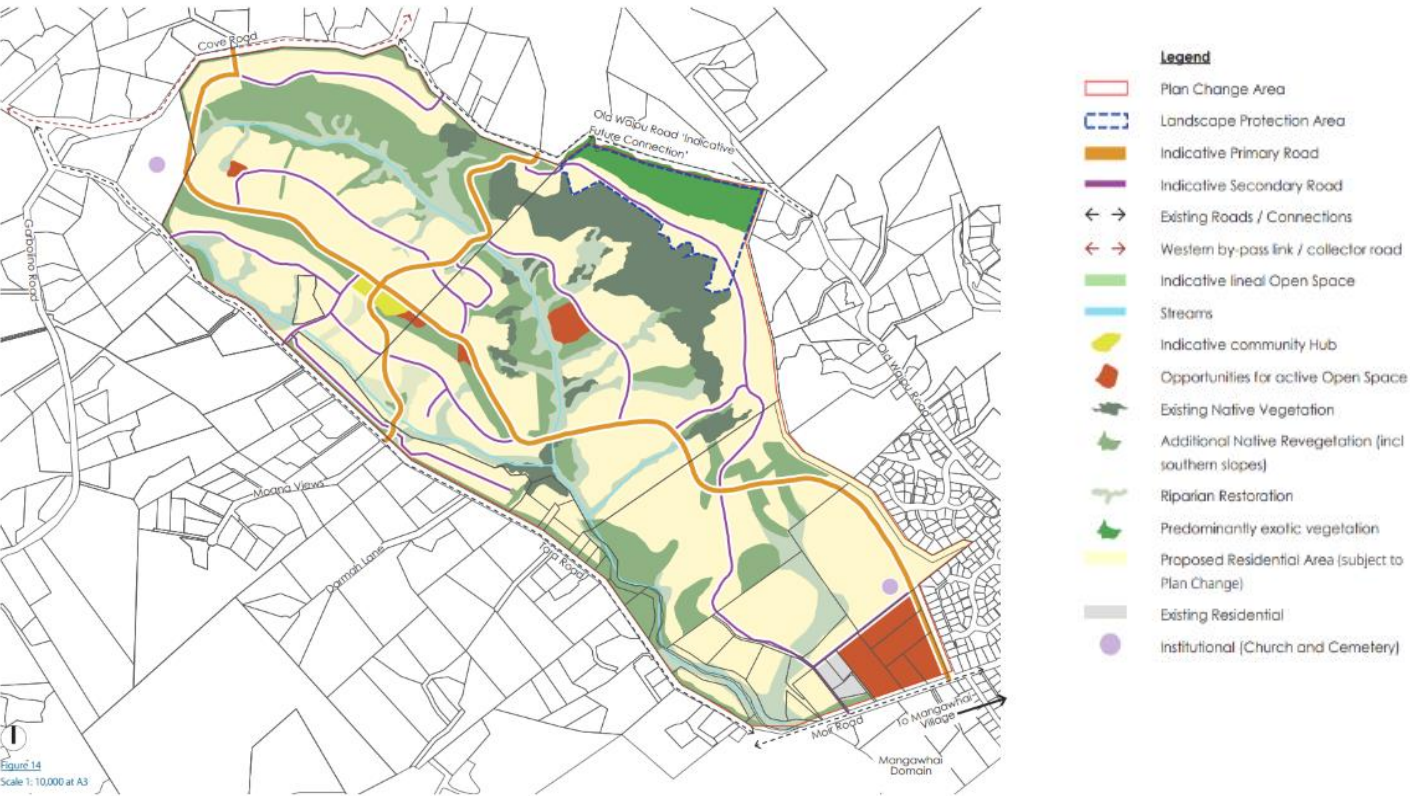 Cove Road
Old Waipu Road 'Indicative
Future Connection'
Garbolino Road
Old Waipu Road
Moana Views
Darmah Lane
Tara Road
Moir Road
To Mangawhai
Village
Mangawhai
Domain
Figure 14
Scale 1: 10,000 at A3
Legend
Plan Change Area
Landscape Protection Area
Indicative Primary Road
Indicative Secondary Road
Existing Roads / Connections
Western by-pass link / collector road
Indicative lineal Open Space
Streams
Indicative community Hub
Opportunities for active Open Space
Existing Native Vegetation
Additional Native Revegetation (incl
southern slopes)
Riparian Restoration
Predominantly exotic vegetation
Proposed Residential Area (subject to
Plan Change)
Existing Residential
Institutional (Church and Cemetery)